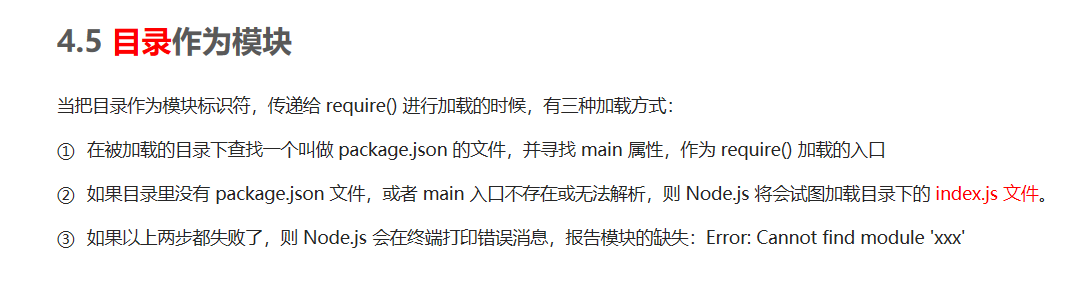 4.5 目录作为模块
当把目录作为模块标识符，传递给 require() 进行加载的时候，有三种加载方式：
① 在被加载的目录下查找一个叫做 package.json 的文件，并寻找 main 属性，作为 require() 加载的入口
② 如果目录里没有 package.json 文件，或者 main 入口不存在或无法解析，则 Node.js 将会试图加载目录下的 index.js 文件。
③ 如果以上两步都失败了，则 Node.js 会在终端打印错误消息，报告模块的缺失：Error: Cannot find module 'xxx'